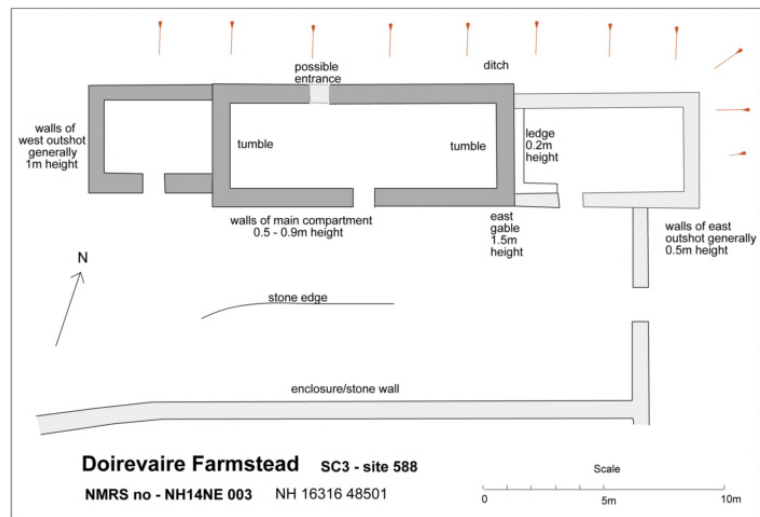 possible
entrance
ditch
walls of
west outshot
generally
1m height
tumble
tumble
ledge
0.2m
height
walls of main compartment
0.5 - 0.9m height
east
gable
1.5m
height
walls of east
outshot generally
0.5m height
N
stone edge
enclosure/stone wall
Doirevaire Farmstead SC3 - site 588
NMRS no - NH14NE 003 NH 16316 48501
Scale
0 5m 10m